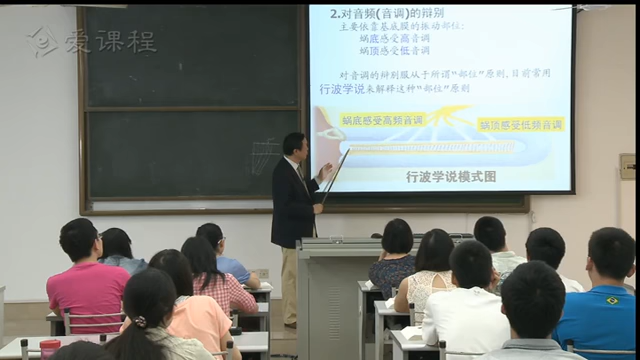 爱课程
2.对音频(音调)的辩别
主要依靠基底膜的振动部位:
蜗底感受高音调
蜗顶感受低音调
对音调的辩别服从于所谓“部位”原则,目前常用
行波学说来解释这种“部位”原则
蜗底感受高频音调
蜗顶感受低频音调
行波学说模式图